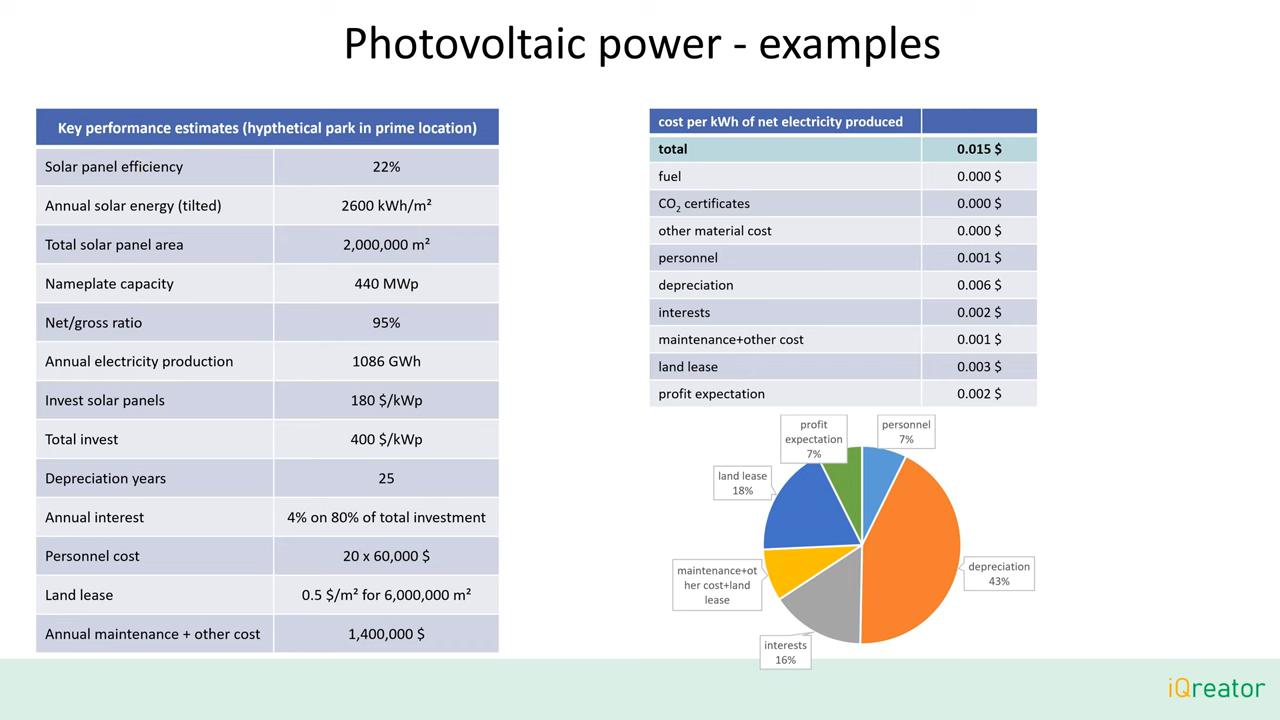 Photovoltaic power - examples
Key performance estimates (hypthetical park in prime location)
Solar panel efficiency 22%
Annual solar energy (tilted) 2600 kWh/m²
Total solar panel area 2,000,000 m²
Nameplate capacity 440 MWp
Net/gross ratio 95%
Annual electricity production 1086 GWh
Invest solar panels 180 $/kWp
Total invest 400 $/kWp
Depreciation years 25
Annual interest 4% on 80% of total investment
Personnel cost 20 x 60,000 $
Land lease 0.5 $/m² for 6,000,000 m²
Annual maintenance + other cost 1,400,000 $
cost per kWh of net electricity produced
total 0.015 $
fuel 0.000 $
CO₂ certificates 0.000 $
other material cost 0.000 $
personnel 0.001 $
depreciation 0.006 $
interests 0.002 $
maintenance+other cost 0.001 $
land lease 0.003 $
profit expectation 0.002 $
profit
expectation
7%
personnel
7%
land lease
18%
maintenance+ot
her cost+land
lease
depreciation
43%
interests
16%
iQreator